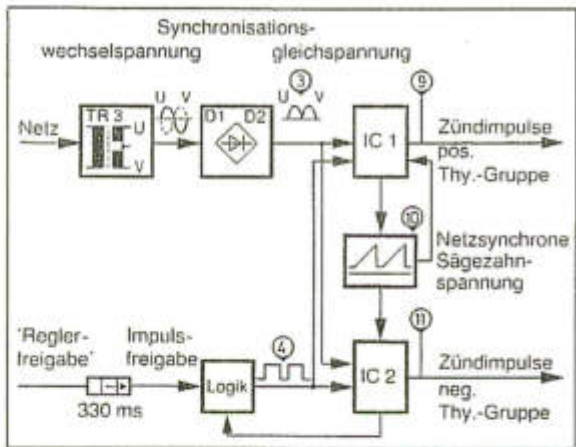 Synchronisations-
wechselspannung gleichspannung
③ ⑨
TR 3 U V D1 D2 U V
Netz U IC 1 Zündimpulse
V pos.
Thy.-Gruppe
⑩
Netzsynchrone
Sägezahn-
spannung
'Regler- Impuls- ⑪
freigabe' freigabe ④
Logik IC 2 Zündimpulse
330 ms neg.
Thy.-Gruppe